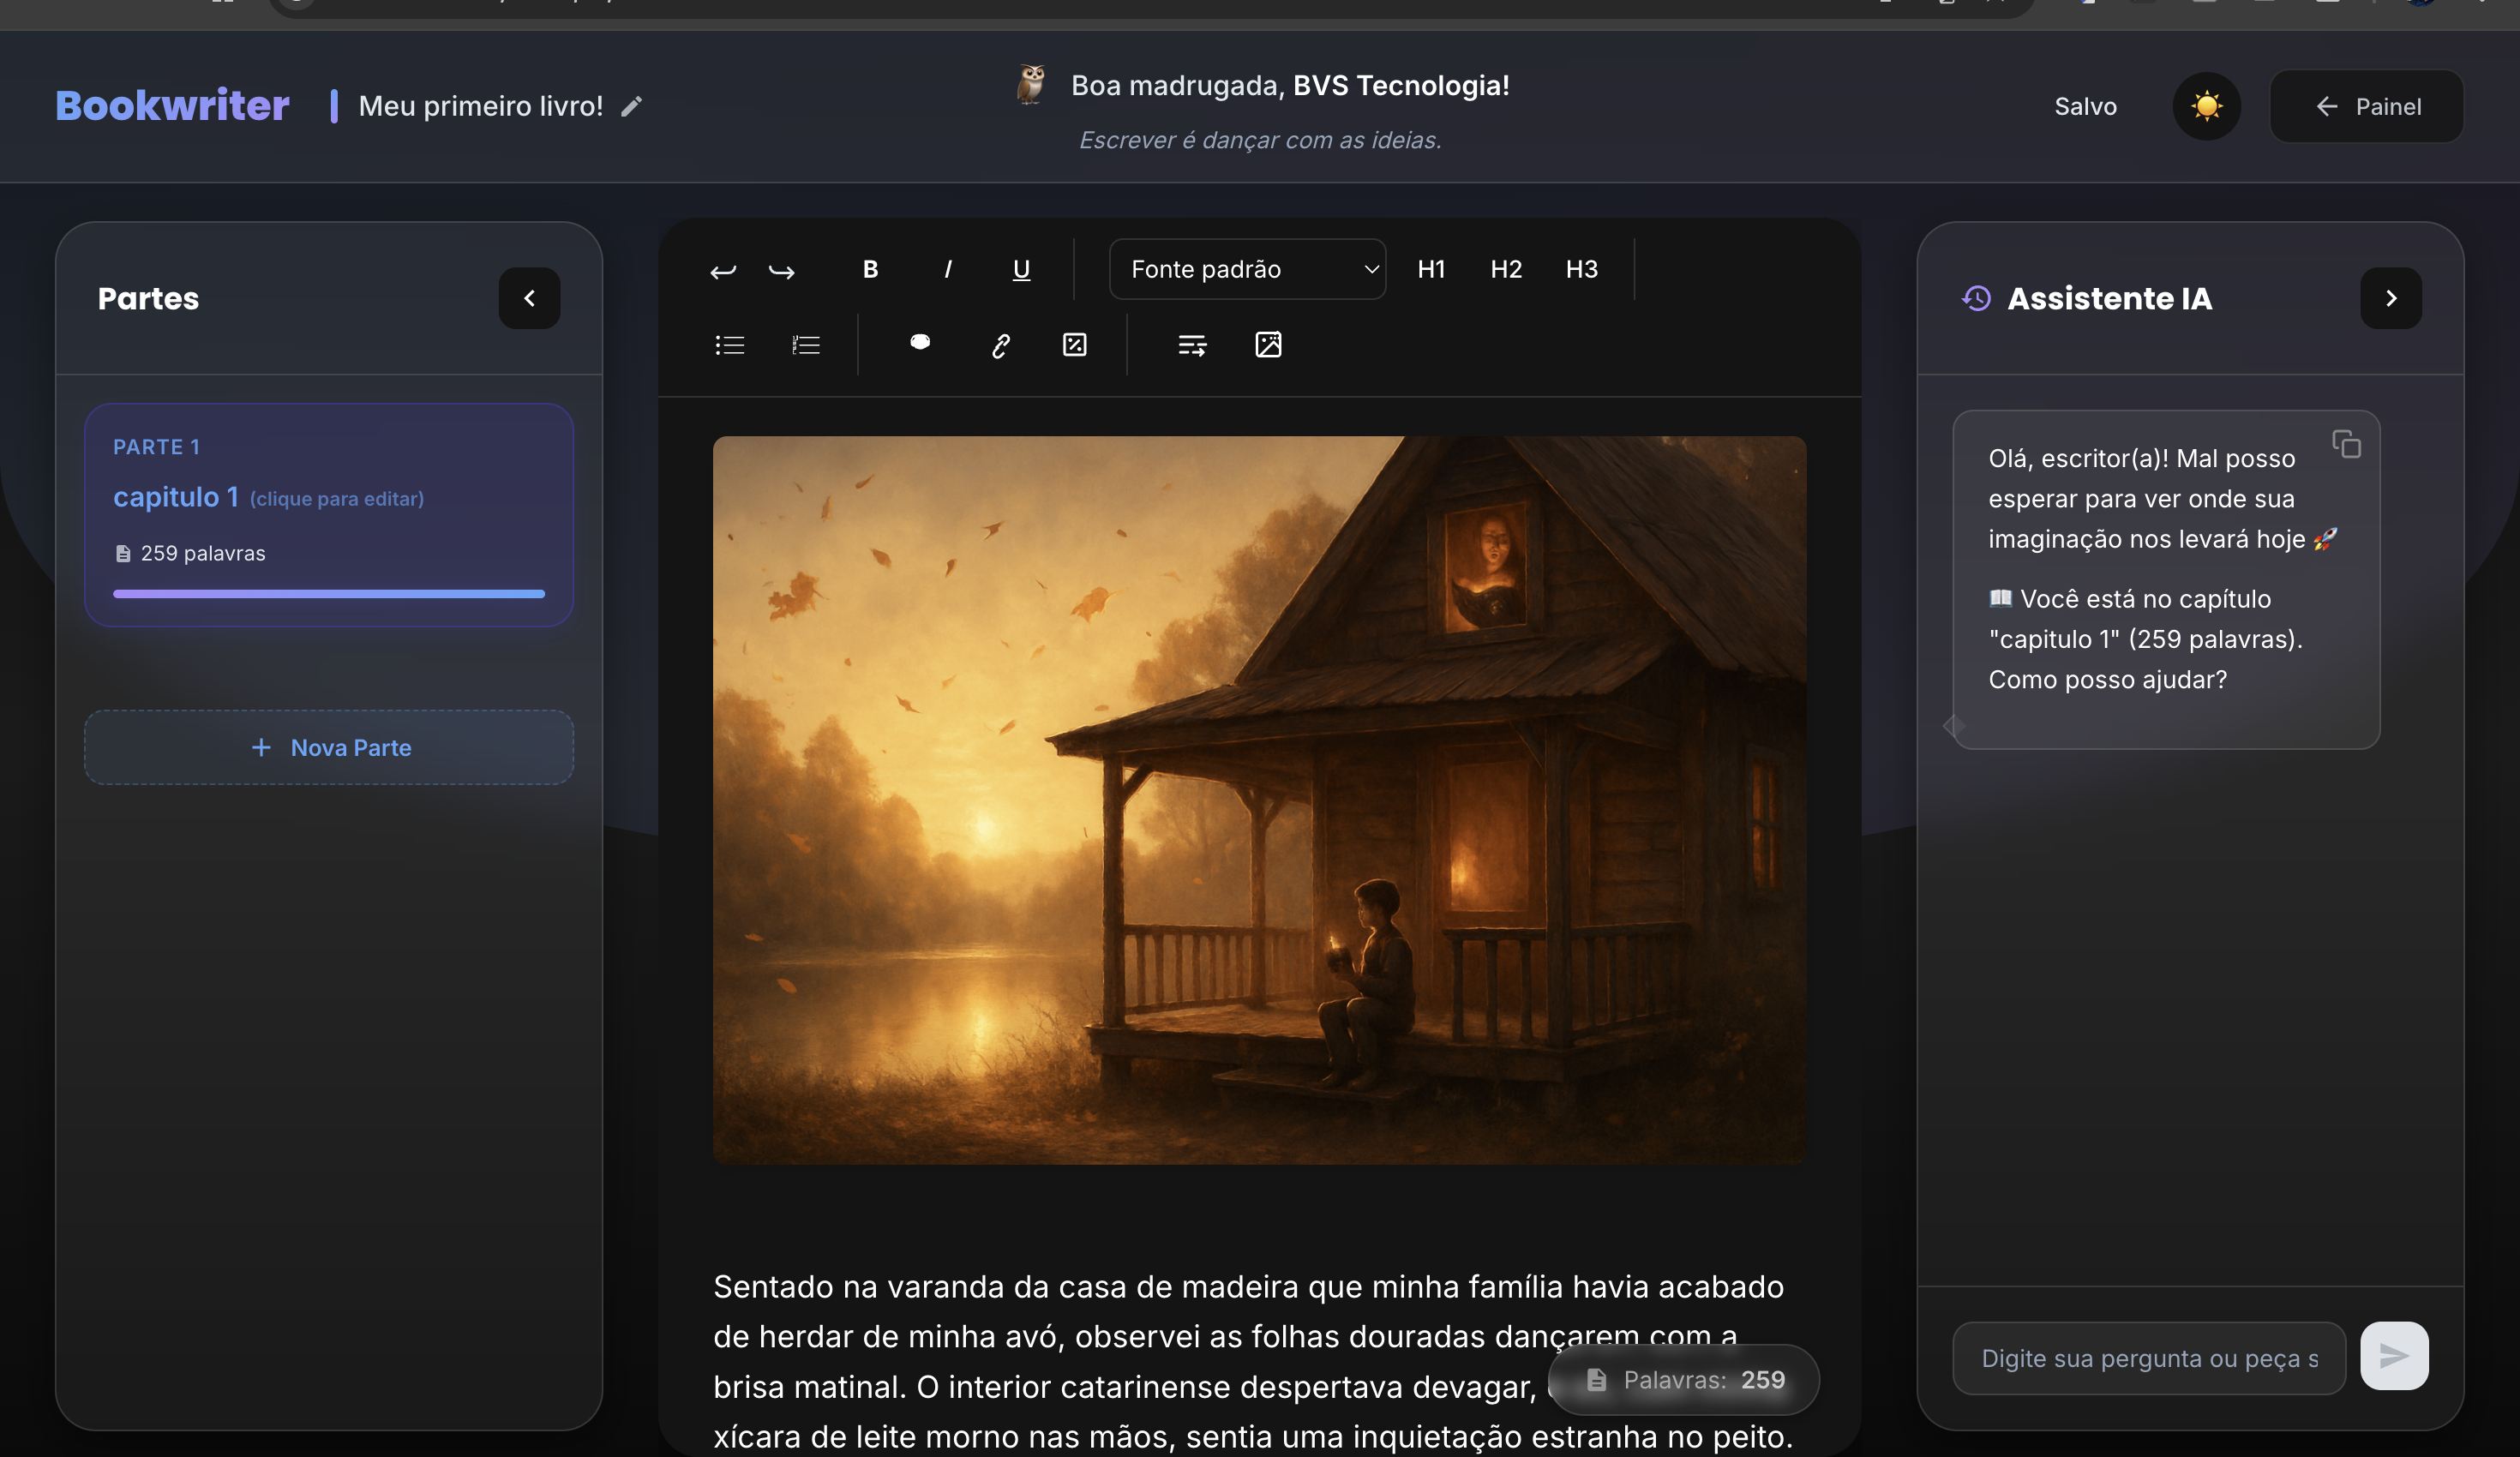 Bookwriter
Meu primeiro livro!
Boa madrugada, BVS Tecnologia!
Escrever é dançar com as ideias.
Salvo
Painel
Partes
PARTE 1
capitulo 1 (clique para editar)
259 palavras
Nova Parte
B I U
Fonte padrão
H1 H2 H3
Sentado na varanda da casa de madeira que minha família havia acabado
de herdar de minha avó, observei as folhas douradas dançarem com a
brisa matinal. O interior catarinense despertava devagar,
xícara de leite morno nas mãos, sentia uma inquietação estranha no peito.
Palavras: 259
Assistente IA
Olá, escritor(a)! Mal posso
esperar para ver onde sua
imaginação nos levará hoje 🚀
📖 Você está no capítulo
"capitulo 1" (259 palavras).
Como posso ajudar?
Digite sua pergunta ou peça s